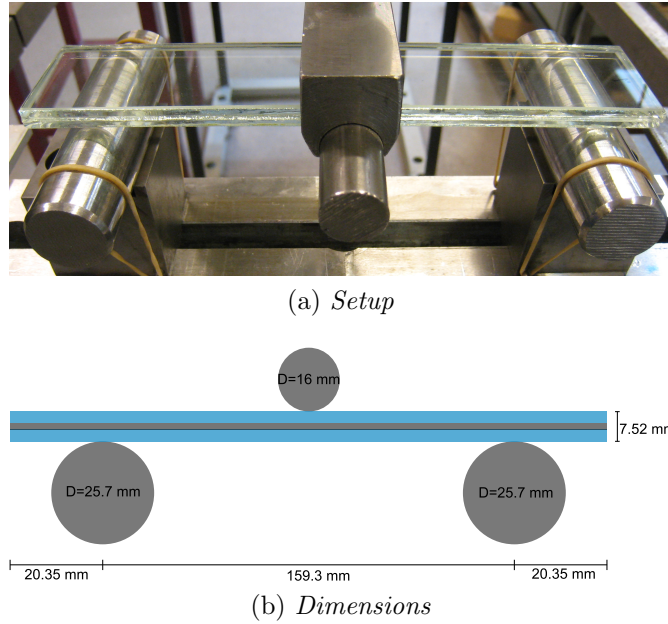 (a) Setup
D=16 mm
7.52 mm
D=25.7 mm
D=25.7 mm
20.35 mm
159.3 mm
20.35 mm
(b) Dimensions